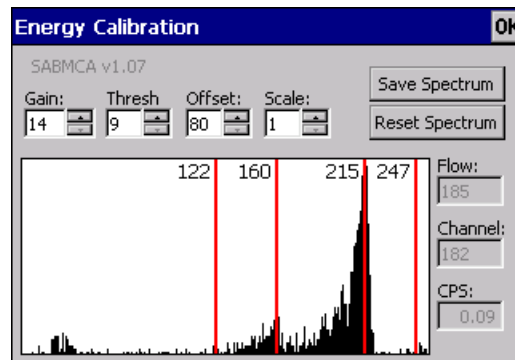 Energy Calibration OK
SABMCA v1.07
Save Spectrum
Gain: Thresh Offset: Scale:
14 9 80 1
Reset Spectrum
122 160 215 247
Flow:
185
Channel:
182
CPS:
0.09